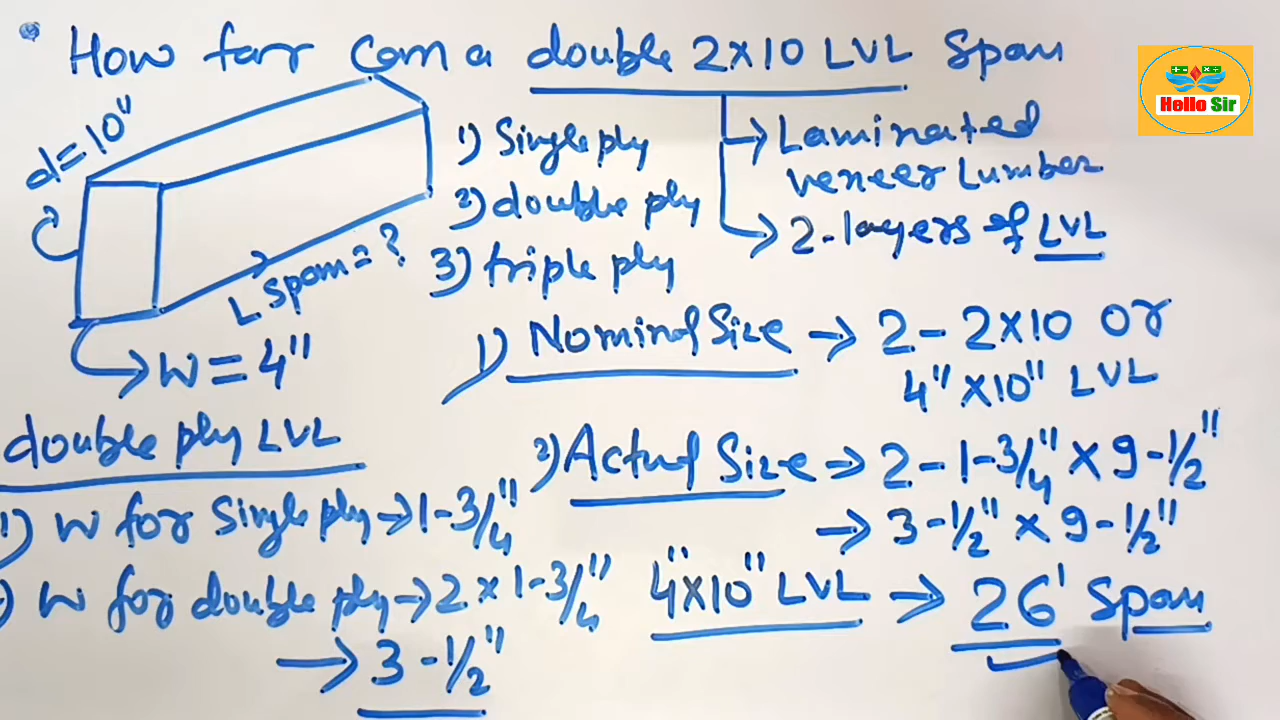 How far can a double 2x10 LVL Span
Hello Sir
d=10"
1) Single ply
2) double ply
3) triple ply
→ Laminated
veneer Lumber
→ 2-layers of LVL
L span = ?
→ W = 4"
1) Nominal Size → 2 - 2x10 or
4" x 10" LVL
double ply LVL
2) Actual Size → 2 - 1-3/4" x 9-1/2"
→ 3-1/2" x 9-1/2"
1) W for Single ply → 1-3/4"
) W for double ply → 2 x 1-3/4"
→ 3-1/2"
4"x10" LVL → 26' Span